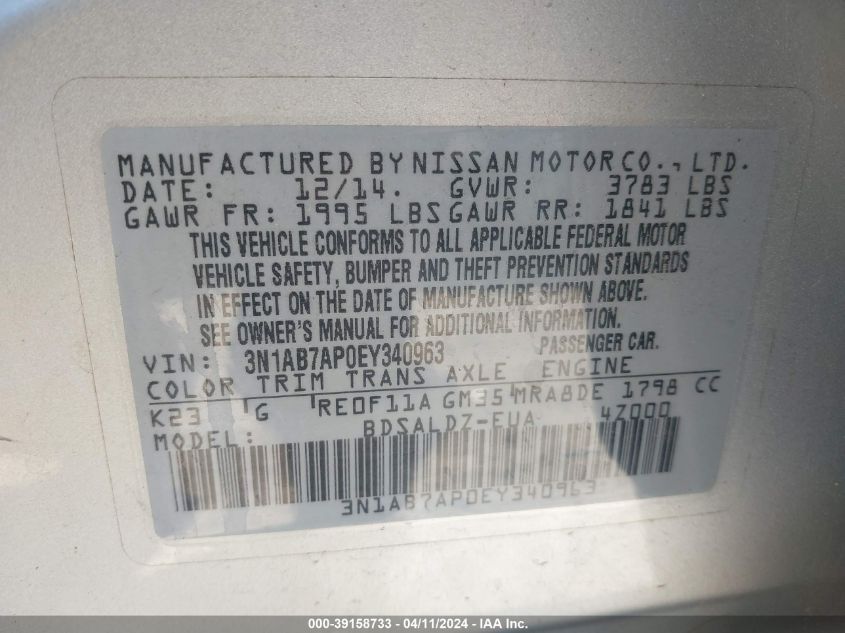 MANUFACTURED BY NISSAN MOTOR CO., LTD.
DATE: 12/14. GVWR: 3783 LBS
GAWR FR: 1995 LBS GAWR RR: 1841 LBS
THIS VEHICLE CONFORMS TO ALL APPLICABLE FEDERAL MOTOR
VEHICLE SAFETY, BUMPER AND THEFT PREVENTION STANDARDS
IN EFFECT ON THE DATE OF MANUFACTURE SHOWN ABOVE.
SEE OWNER'S MANUAL FOR ADDITIONAL INFORMATION.
VIN: 3N1AB7AP0EY340963 PASSENGER CAR.
COLOR TRIM TRANS AXLE ENGINE
K23 G RE0F11A GM35 MRA8DE 1798 CC
MODEL: BDSALDZ-EUA 47000
3N1AB7AP0EY340963
000-39158733 - 04/11/2024 - IAA Inc.